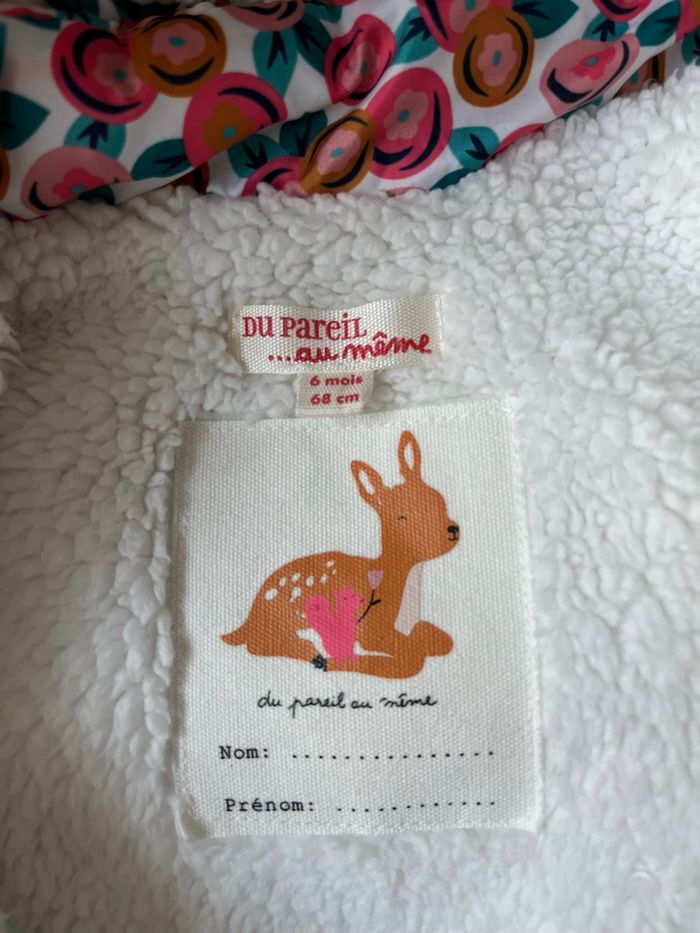 DU PAREIL
...au même
6 mois
68 cm
du pareil au même
Nom: ................
Prénom: .............